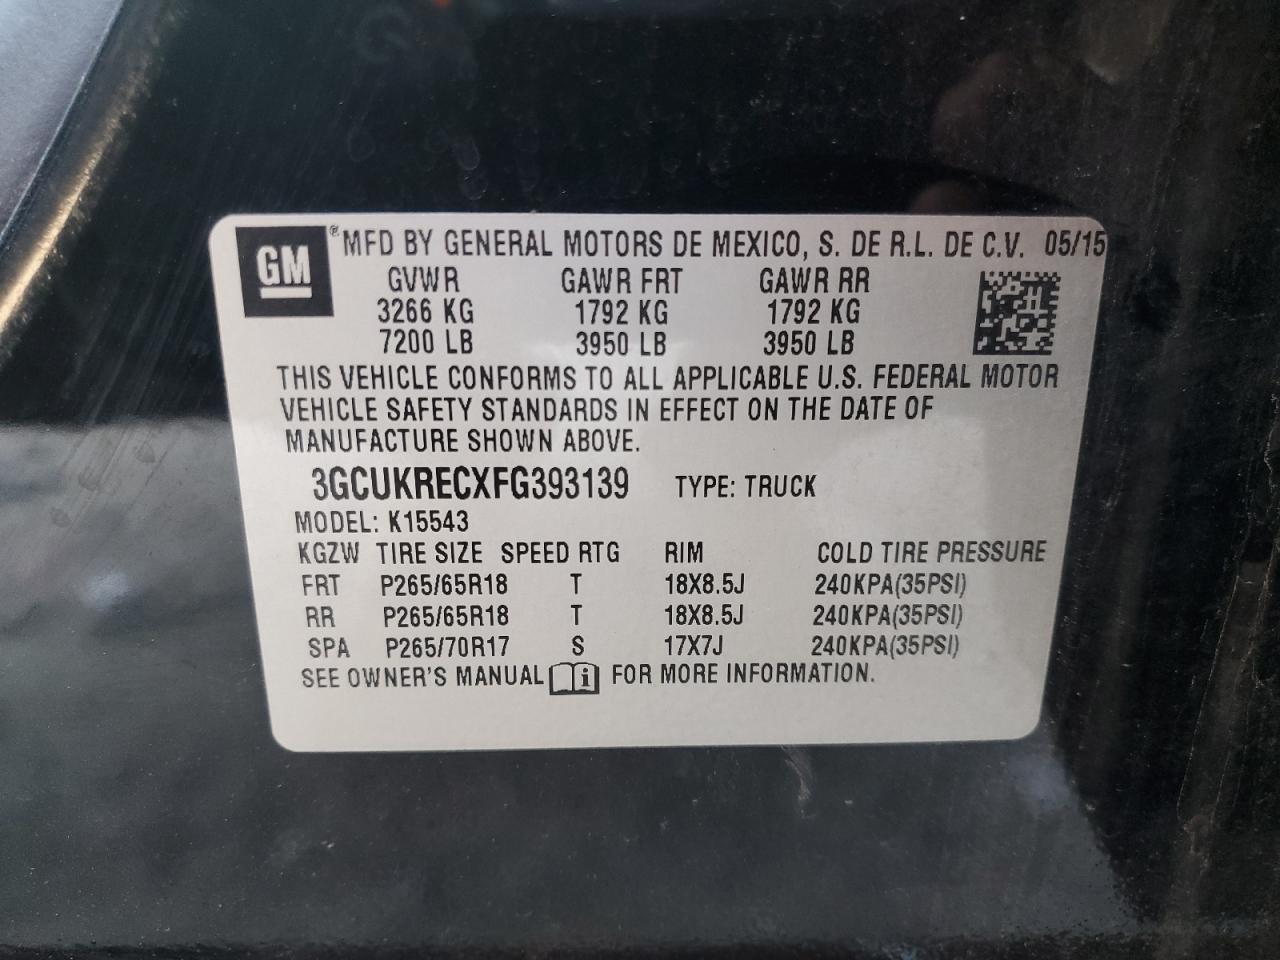 GM ® MFD BY GENERAL MOTORS DE MEXICO, S. DE R.L. DE C.V. 05/15
GVWR GAWR FRT GAWR RR
3266 KG 1792 KG 1792 KG
7200 LB 3950 LB 3950 LB
THIS VEHICLE CONFORMS TO ALL APPLICABLE U.S. FEDERAL MOTOR
VEHICLE SAFETY STANDARDS IN EFFECT ON THE DATE OF
MANUFACTURE SHOWN ABOVE.
3GCUKRECXFG393139 TYPE: TRUCK
MODEL: K15543
KGZW TIRE SIZE SPEED RTG RIM COLD TIRE PRESSURE
FRT P265/65R18 T 18X8.5J 240KPA(35PSI)
RR P265/65R18 T 18X8.5J 240KPA(35PSI)
SPA P265/70R17 S 17X7J 240KPA(35PSI)
SEE OWNER'S MANUAL i FOR MORE INFORMATION.